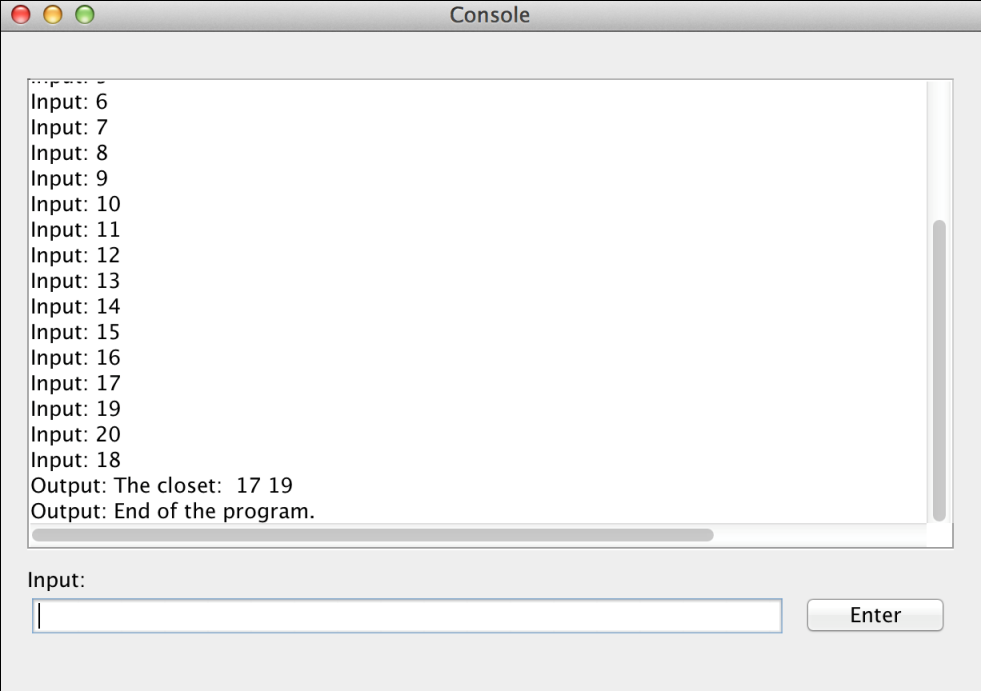 Console
Input: 6
Input: 7
Input: 8
Input: 9
Input: 10
Input: 11
Input: 12
Input: 13
Input: 14
Input: 15
Input: 16
Input: 17
Input: 19
Input: 20
Input: 18
Output: The closet:  17 19
Output: End of the program.
Input:
Enter